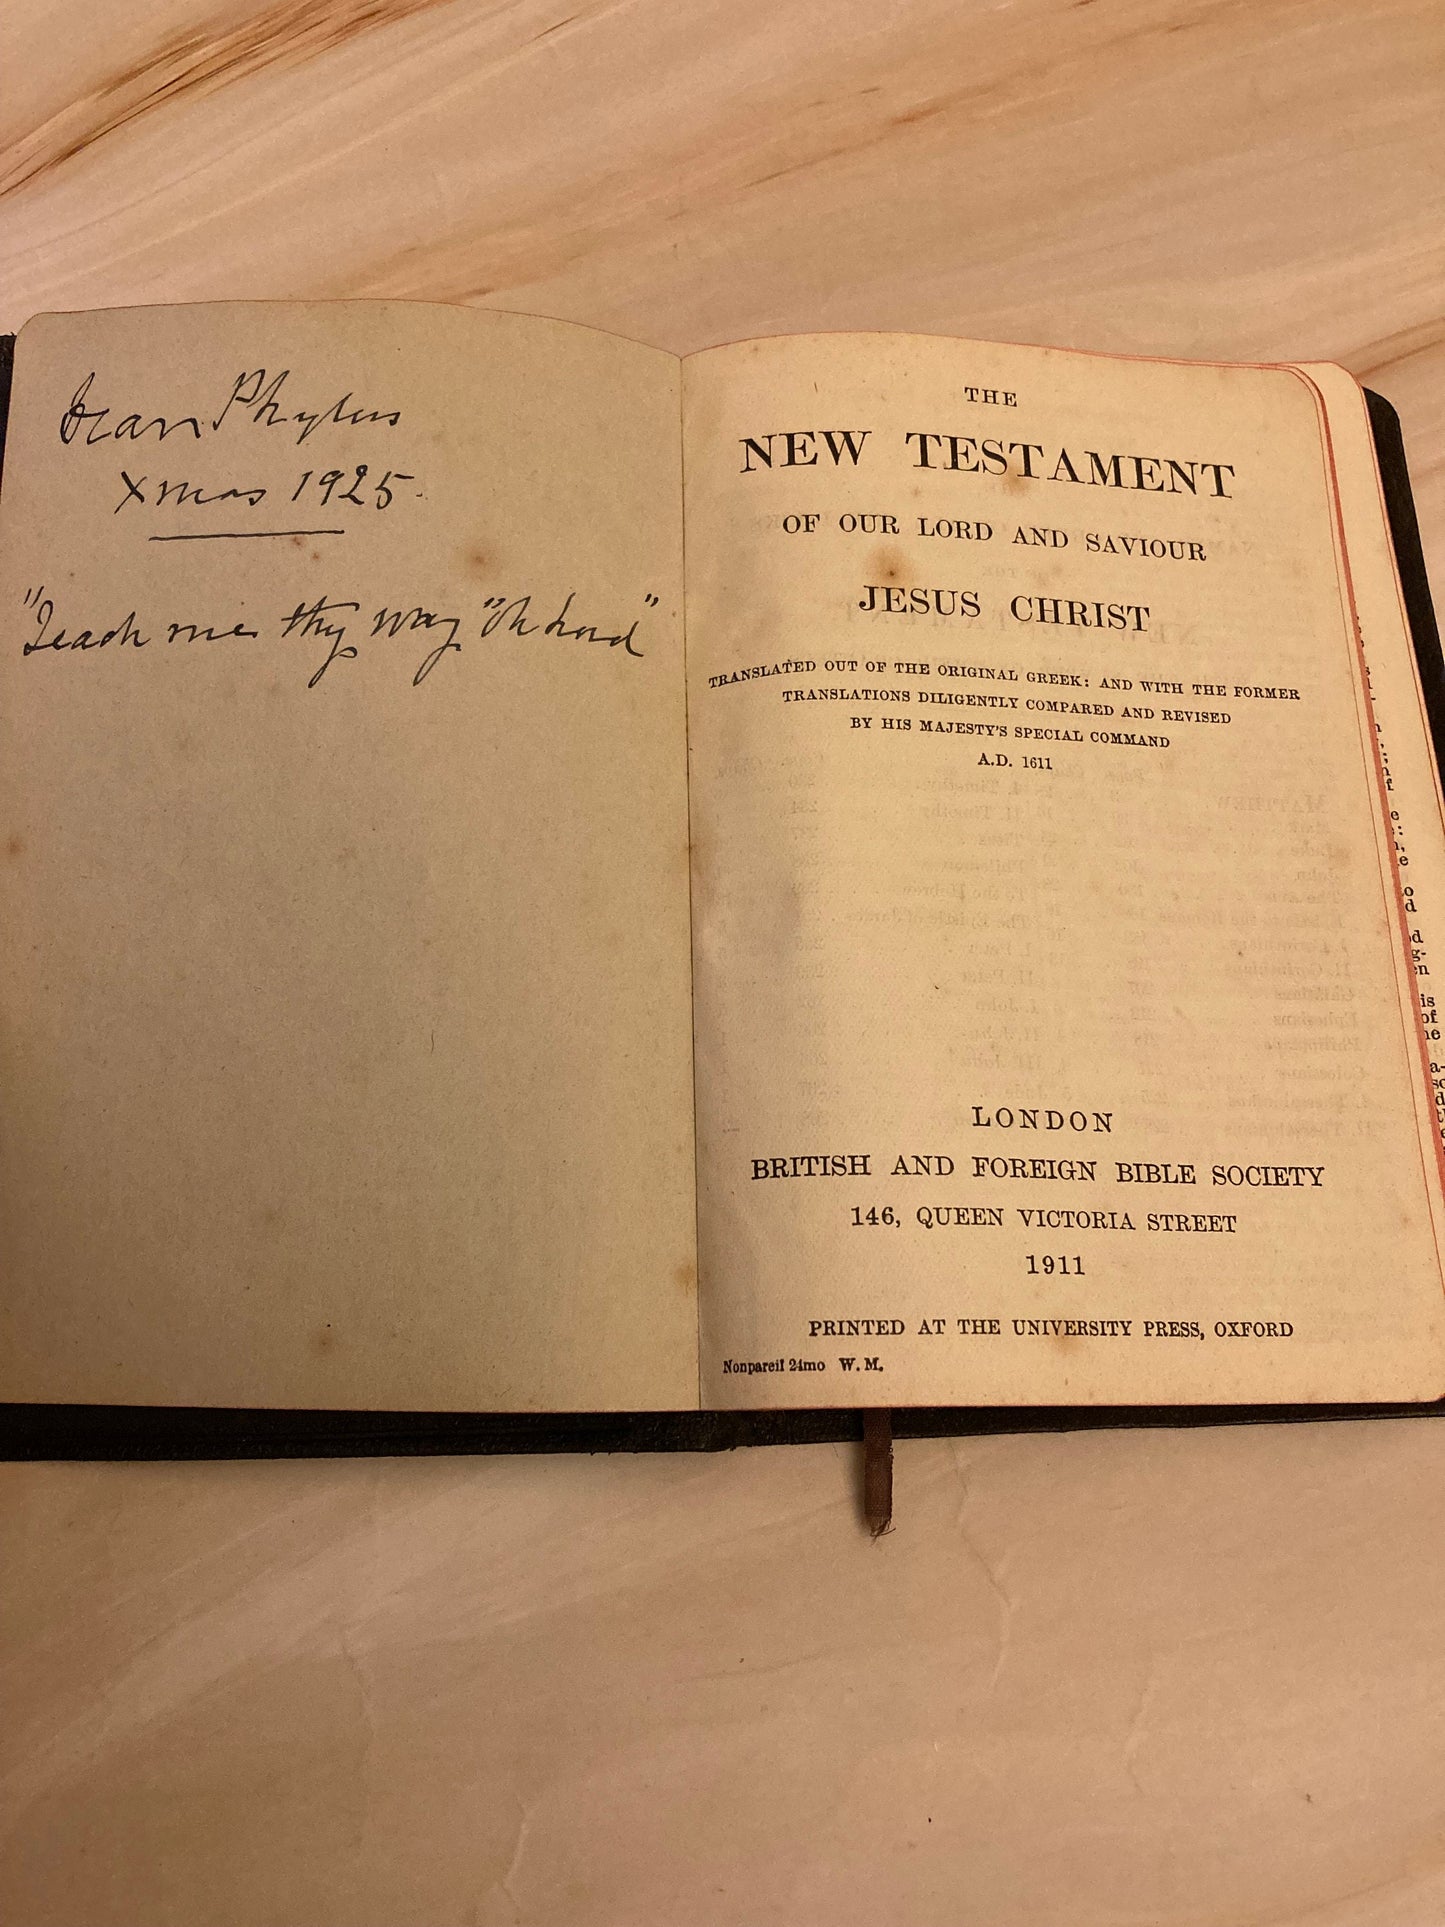 Jean Phyllis
Xmas 1925.
"Teach me thy way "Oh Lord"
THE
NEW TESTAMENT
OF OUR LORD AND SAVIOUR
JESUS CHRIST
TRANSLATED OUT OF THE ORIGINAL GREEK: AND WITH THE FORMER
TRANSLATIONS DILIGENTLY COMPARED AND REVISED
BY HIS MAJESTY'S SPECIAL COMMAND
A.D. 1611
LONDON
BRITISH AND FOREIGN BIBLE SOCIETY
146, QUEEN VICTORIA STREET
1911
PRINTED AT THE UNIVERSITY PRESS, OXFORD
Nonpareil 24mo W. M.